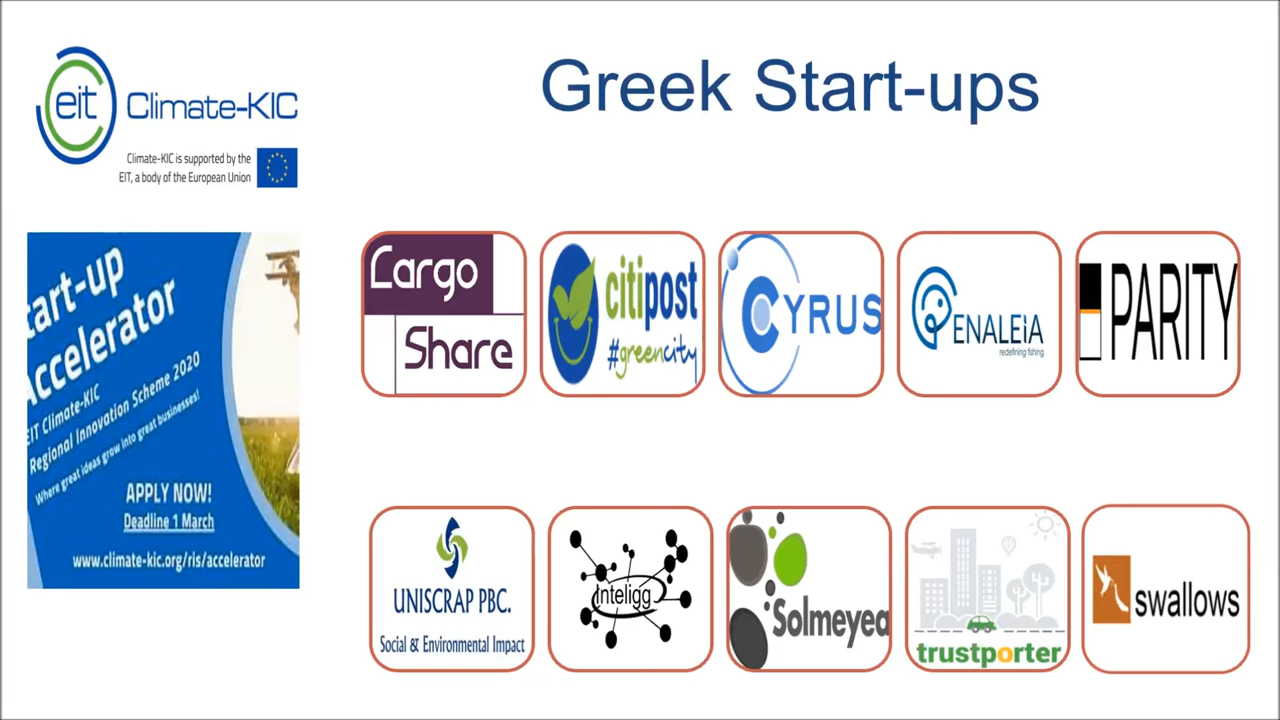 Greek Start-ups
eit Climate-KIC
Climate-KIC is supported by the
EIT, a body of the European Union
tart-up
Accelerator
EIT Climate-KIC
Regional Innovation Scheme 2020
Where great ideas grow into great businesses!
APPLY NOW!
Deadline 1 March
www.climate-kic.org/ris/accelerator
Cargo
Share
citipost
#greencity
CYRUS
ENALEIA
redefining fishing
PARITY
UNISCRAP PBC.
Social & Environmental Impact
Inteligg
Solmeyea
trustporter
swallows